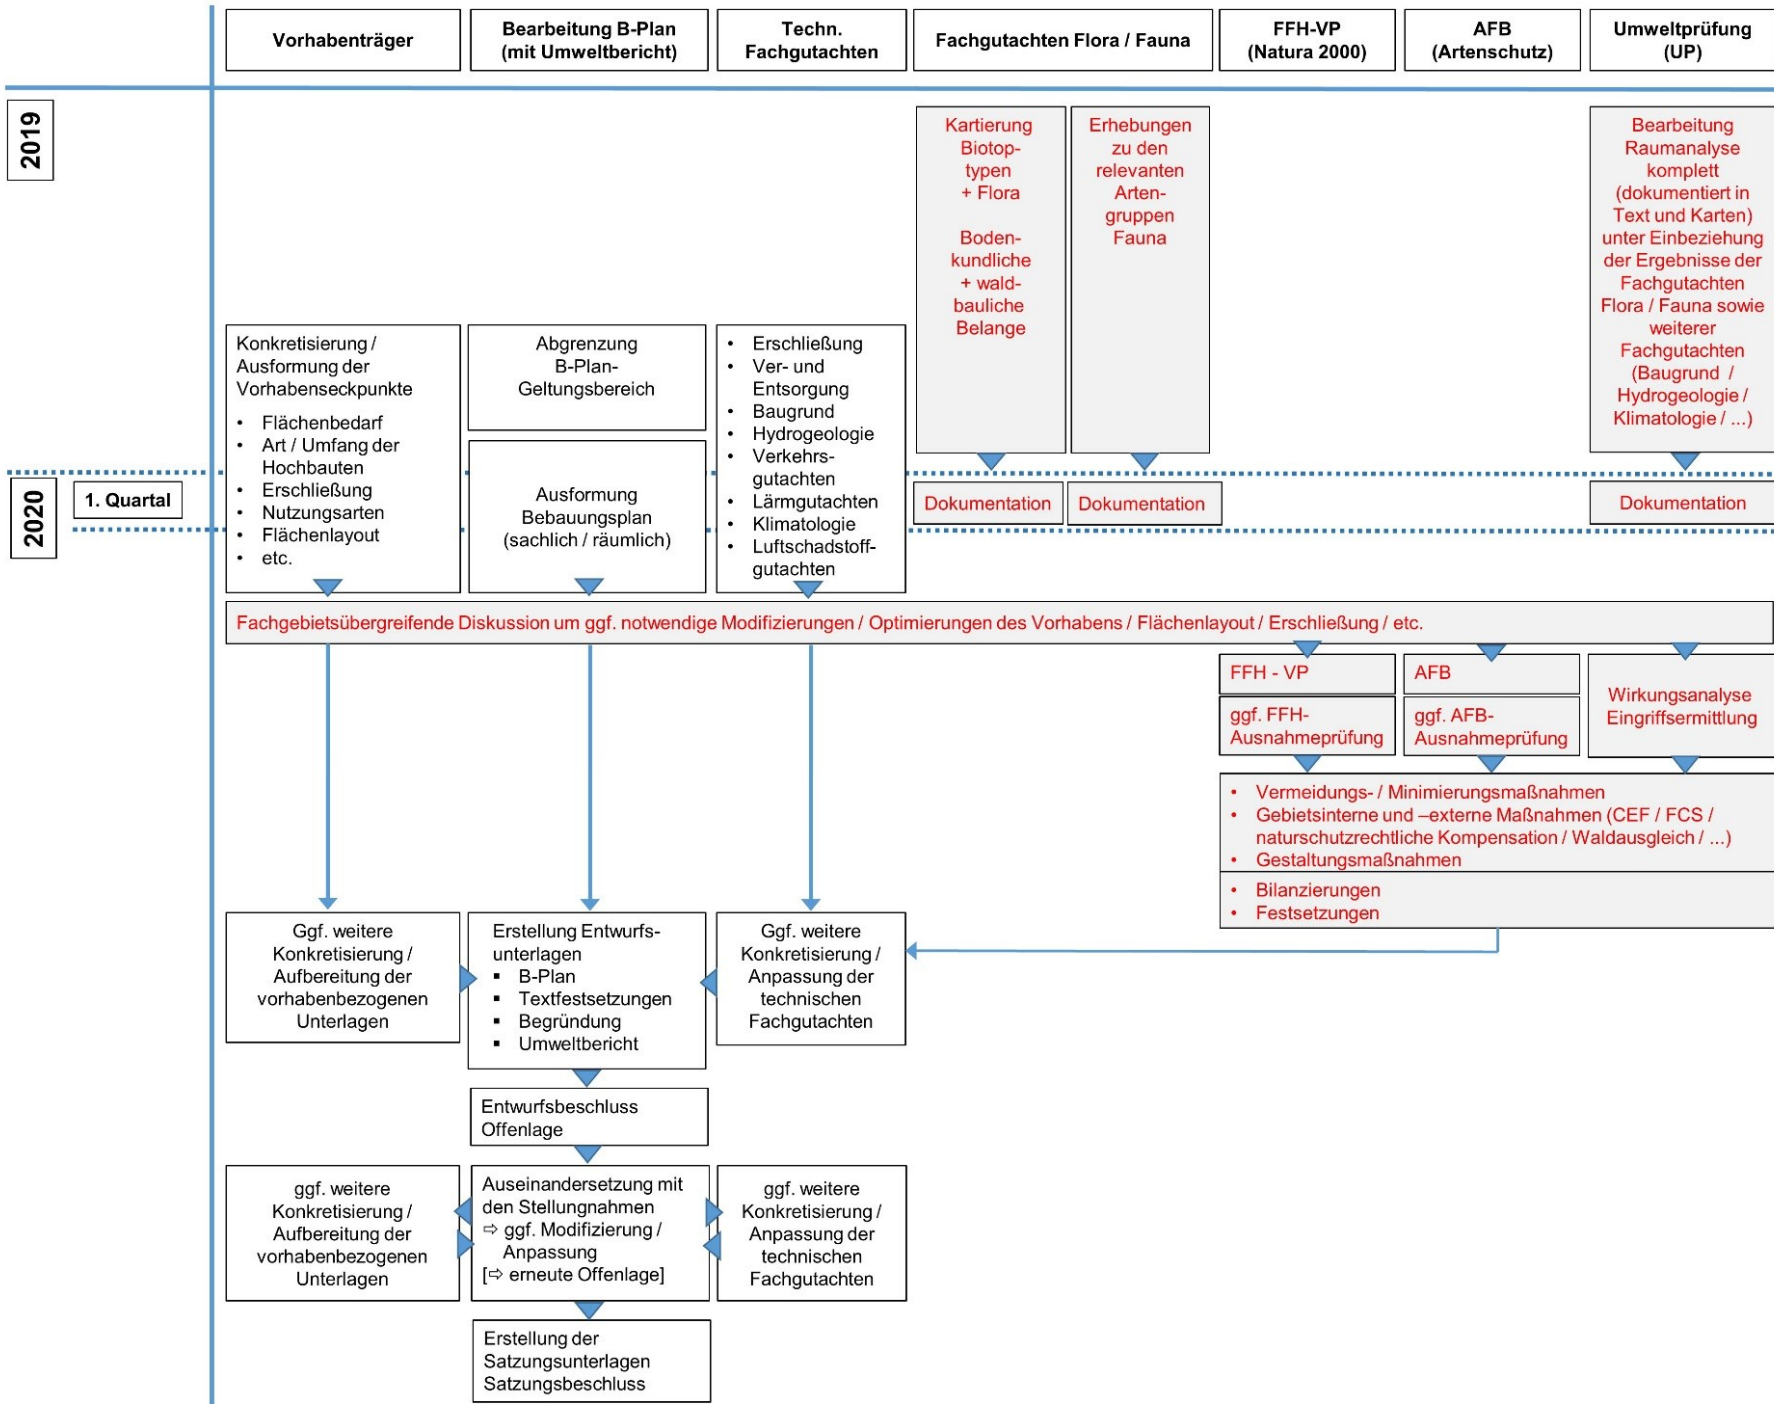 Vorhabenträger
Bearbeitung B-Plan
(mit Umweltbericht)
Techn.
Fachgutachten
Fachgutachten Flora / Fauna
FFH-VP
(Natura 2000)
AFB
(Artenschutz)
Umweltprüfung
(UP)
2019
Kartierung
Biotop-
typen
+ Flora
Boden-
kundliche
+ wald-
bauliche
Belange
Erhebungen
zu den
relevanten
Arten-
gruppen
Fauna
Bearbeitung
Raumanalyse
komplett
(dokumentiert in
Text und Karten)
unter Einbeziehung
der Ergebnisse der
Fachgutachten
Flora / Fauna sowie
weiterer
Fachgutachten
(Baugrund /
Hydrogeologie /
Klimatologie / ...)
Konkretisierung /
Ausformung der
Vorhabenseckpunkte
• Flächenbedarf
• Art / Umfang der
Hochbauten
• Erschließung
• Nutzungsarten
• Flächenlayout
• etc.
Abgrenzung
B-Plan-
Geltungsbereich
Ausformung
Bebauungsplan
(sachlich / räumlich)
• Erschließung
• Ver- und
Entsorgung
• Baugrund
• Hydrogeologie
• Verkehrs-
gutachten
• Lärmgutachten
• Klimatologie
• Luftschadstoff-
gutachten
2020
1. Quartal
Dokumentation
Dokumentation
Dokumentation
Fachgebietsübergreifende Diskussion um ggf. notwendige Modifizierungen / Optimierungen des Vorhabens / Flächenlayout / Erschließung / etc.
FFH - VP
ggf. FFH-
Ausnahmeprüfung
AFB
ggf. AFB-
Ausnahmeprüfung
Wirkungsanalyse
Eingriffsermittlung
• Vermeidungs- / Minimierungsmaßnahmen
• Gebietsinterne und –externe Maßnahmen (CEF / FCS /
naturschutzrechtliche Kompensation / Waldausgleich / ...)
• Gestaltungsmaßnahmen
• Bilanzierungen
• Festsetzungen
Ggf. weitere
Konkretisierung /
Aufbereitung der
vorhabenbezogenen
Unterlagen
Erstellung Entwurfs-
unterlagen
▪ B-Plan
▪ Textfestsetzungen
▪ Begründung
▪ Umweltbericht
Ggf. weitere
Konkretisierung /
Anpassung der
technischen
Fachgutachten
Entwurfsbeschluss
Offenlage
ggf. weitere
Konkretisierung /
Aufbereitung der
vorhabenbezogenen
Unterlagen
Auseinandersetzung mit
den Stellungnahmen
⇨ ggf. Modifizierung /
Anpassung
[⇨ erneute Offenlage]
ggf. weitere
Konkretisierung /
Anpassung der
technischen
Fachgutachten
Erstellung der
Satzungsunterlagen
Satzungsbeschluss